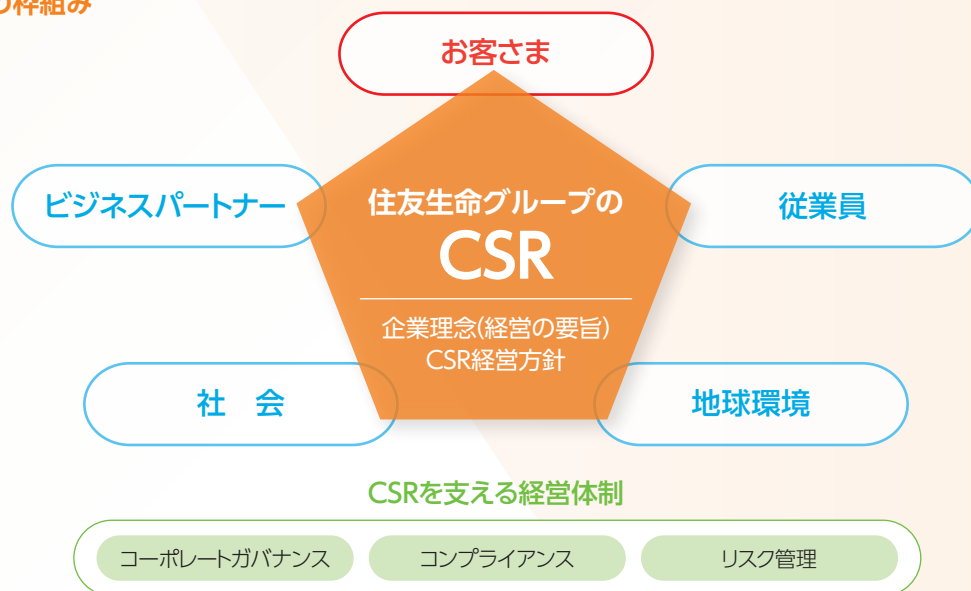 枠組み
お客さま
ビジネスパートナー
住友生命グループの
CSR
従業員
企業理念(経営の要旨)
CSR経営方針
社　会
地球環境
CSRを支える経営体制
コーポレートガバナンス
コンプライアンス
リスク管理